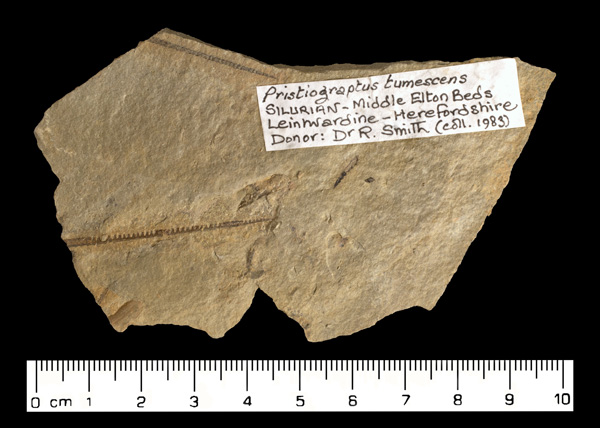 Pristiograptus tumescens
SILURIAN - Middle Elton Beds
Leintwardine - Herefordshire
Donor: Dr R. Smith (coll. 1983)
0 cm 1 2 3 4 5 6 7 8 9 10